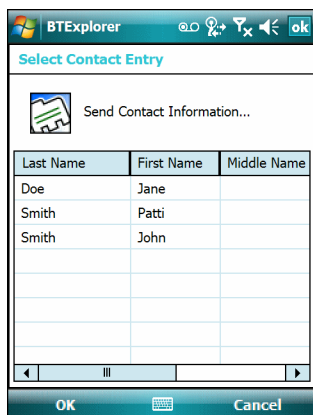 BTExplorer ok
Select Contact Entry
Send Contact Information...
Last Name First Name Middle Name
Doe Jane
Smith Patti
Smith John
OK Cancel